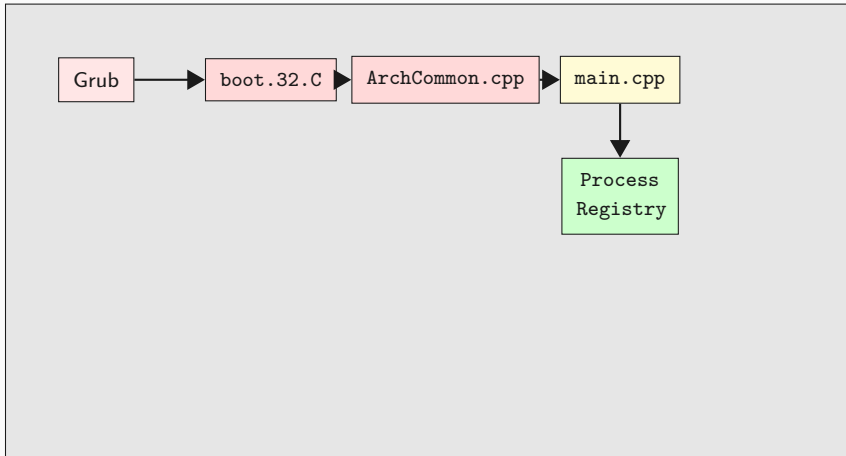 Grub
boot.32.C
ArchCommon.cpp
main.cpp
Process
Registry